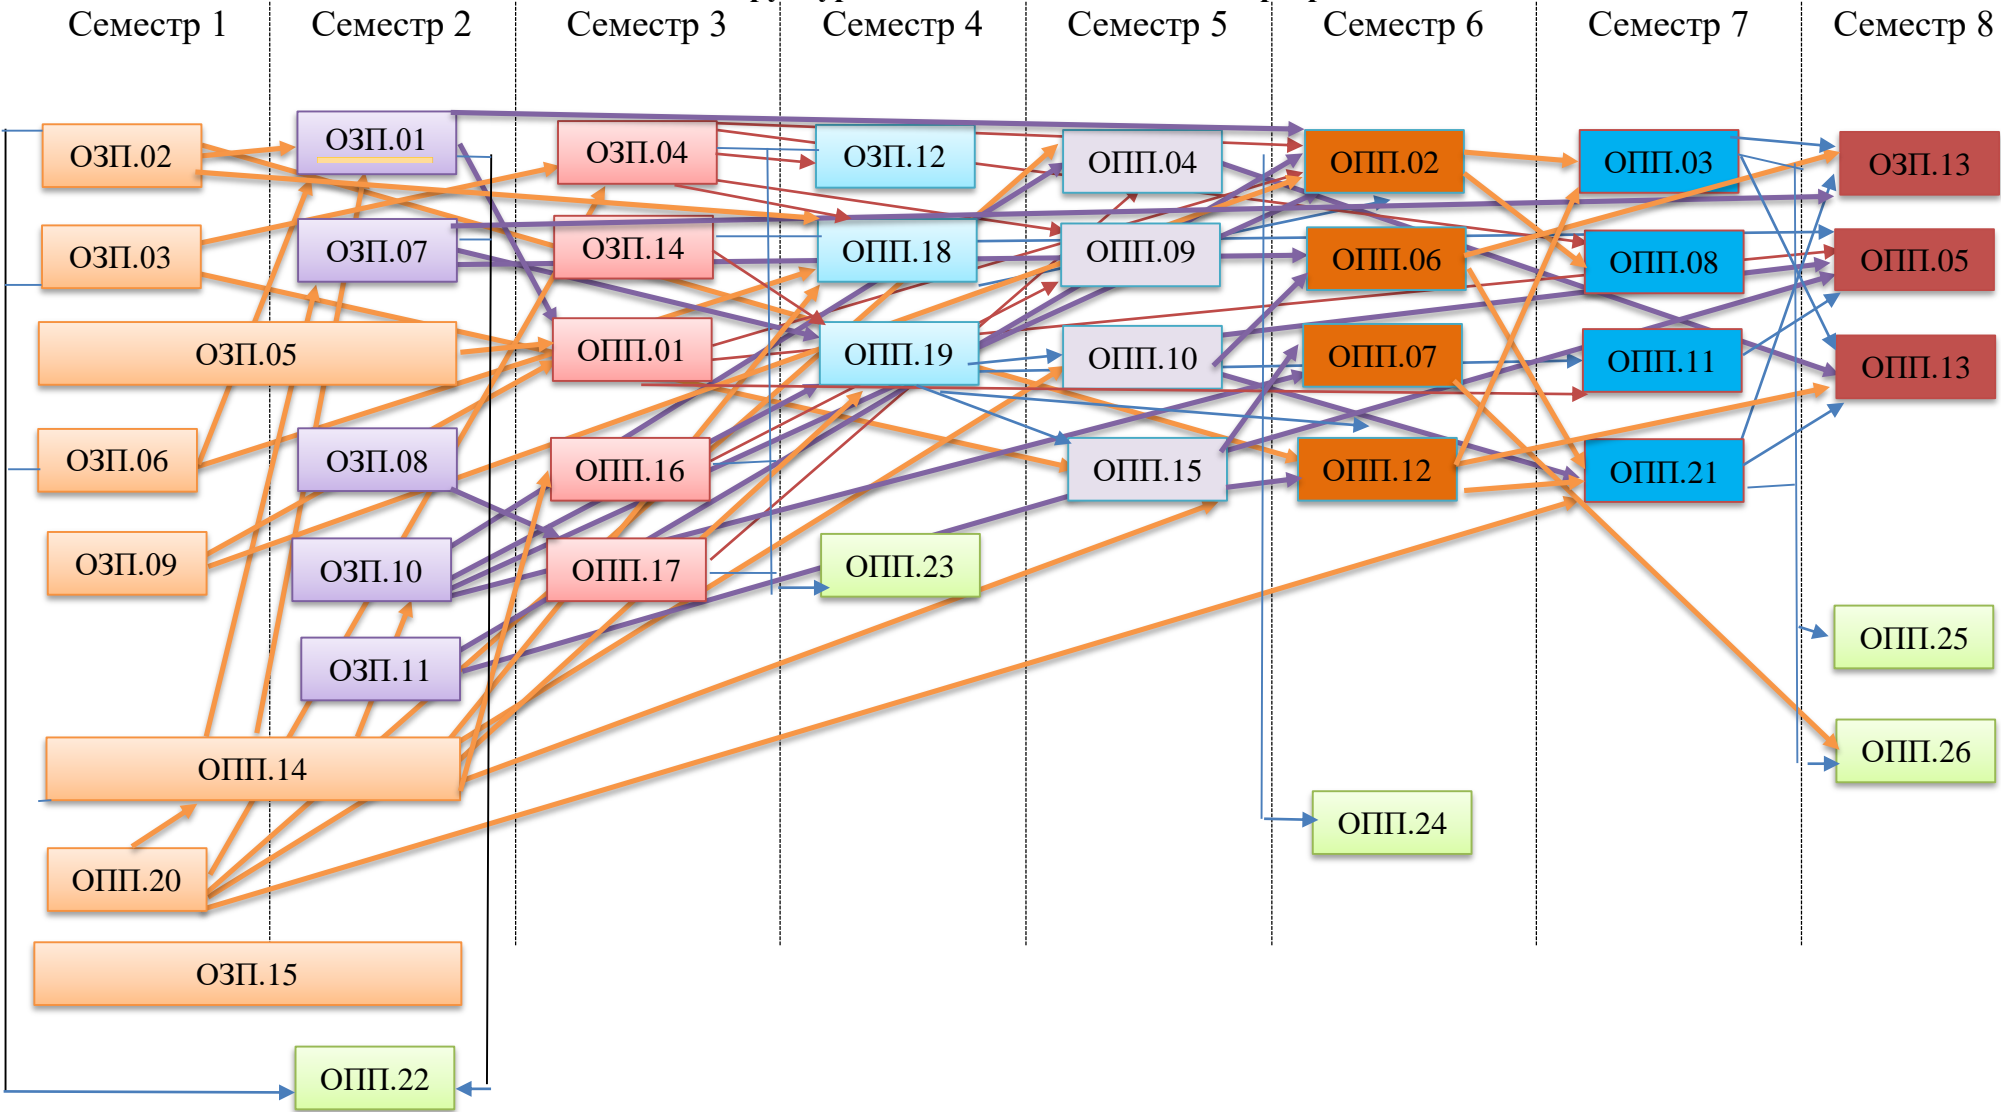 Семестр 1 Семестр 2 Семестр 3 Семестр 4 Семестр 5 Семестр 6 Семестр 7 Семестр 8
ОЗП.02 ОЗП.01 ОЗП.04 ОЗП.12 ОПП.04 ОПП.02 ОПП.03 ОЗП.13
ОЗП.03 ОЗП.07 ОЗП.14 ОПП.18 ОПП.09 ОПП.06 ОПП.08 ОПП.05
ОЗП.05 ОПП.01 ОПП.19 ОПП.10 ОПП.07 ОПП.11 ОПП.13
ОЗП.06 ОЗП.08 ОПП.16 ОПП.15 ОПП.12 ОПП.21
ОЗП.09 ОЗП.10 ОПП.17 ОПП.23
ОЗП.11 ОПП.25
ОПП.14 ОПП.26
ОПП.20 ОПП.24
ОЗП.15
ОПП.22